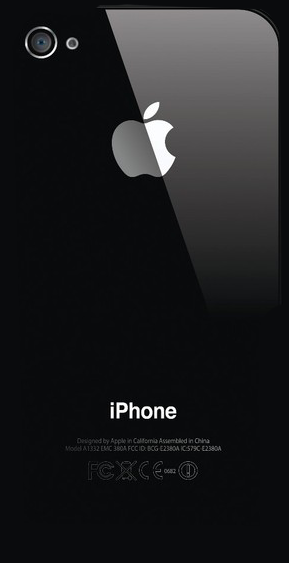 iPhone
Designed by Apple in California Assembled in China
Model A1332 EMC 380A FCC ID: BCG-E2380A IC:579C-E2380A
FC CE 0682